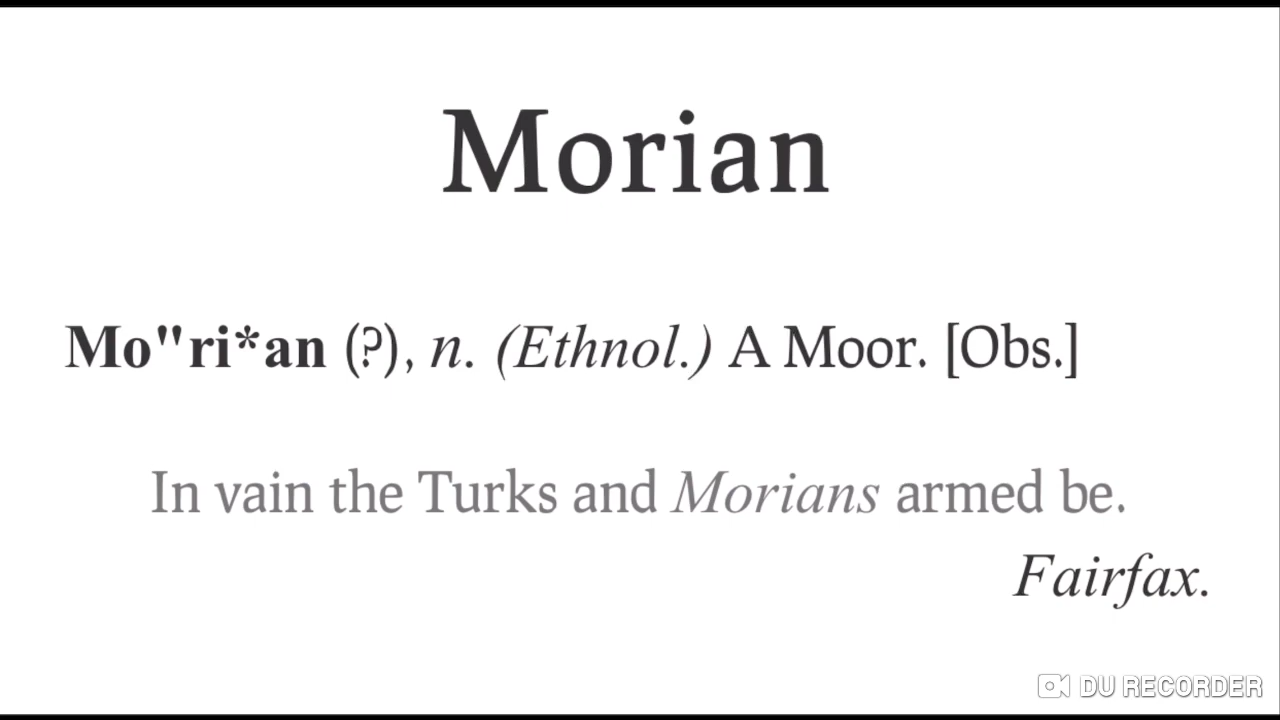 Morian
Mo"ri*an (?), n. (Ethnol.) A Moor. [Obs.]
In vain the Turks and Morians armed be.
Fairfax.
DU RECORDER